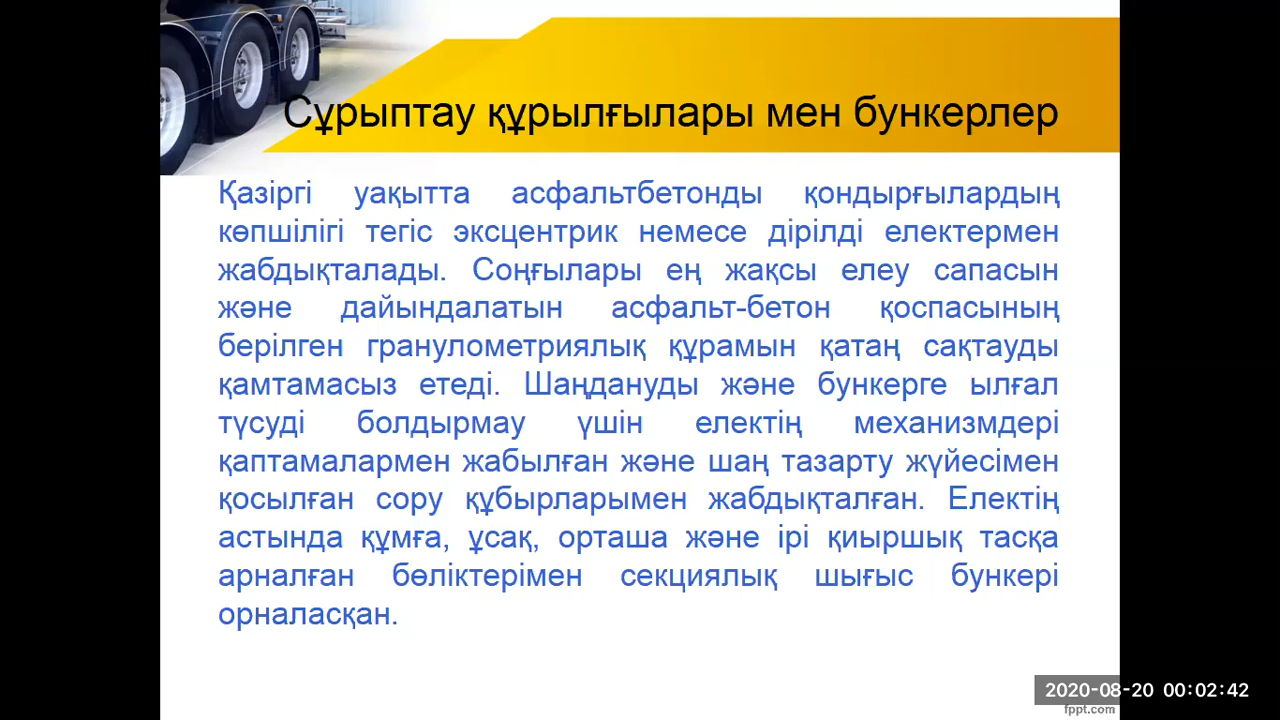 Сұрыптау құрылғылары мен бункерлер
Қазіргі уақытта асфальтбетонды қондырғылардың
көпшілігі тегіс эксцентрик немесе дірілді електермен
жабдықталады. Соңғылары ең жақсы елеу сапасын
және дайындалатын асфальт-бетон қоспасының
берілген гранулометриялық құрамын қатаң сақтауды
қамтамасыз етеді. Шаңдануды және бункерге ылғал
түсуді болдырмау үшін електің механизмдері
қаптамалармен жабылған және шаң тазарту жүйесімен
қосылған сору құбырларымен жабдықталған. Електің
астында құмға, ұсақ, орташа және ірі қиыршық тасқа
арналған бөліктерімен секциялық шығыс бункері
орналасқан.
2020-08-20 00:02:42
fppt.com